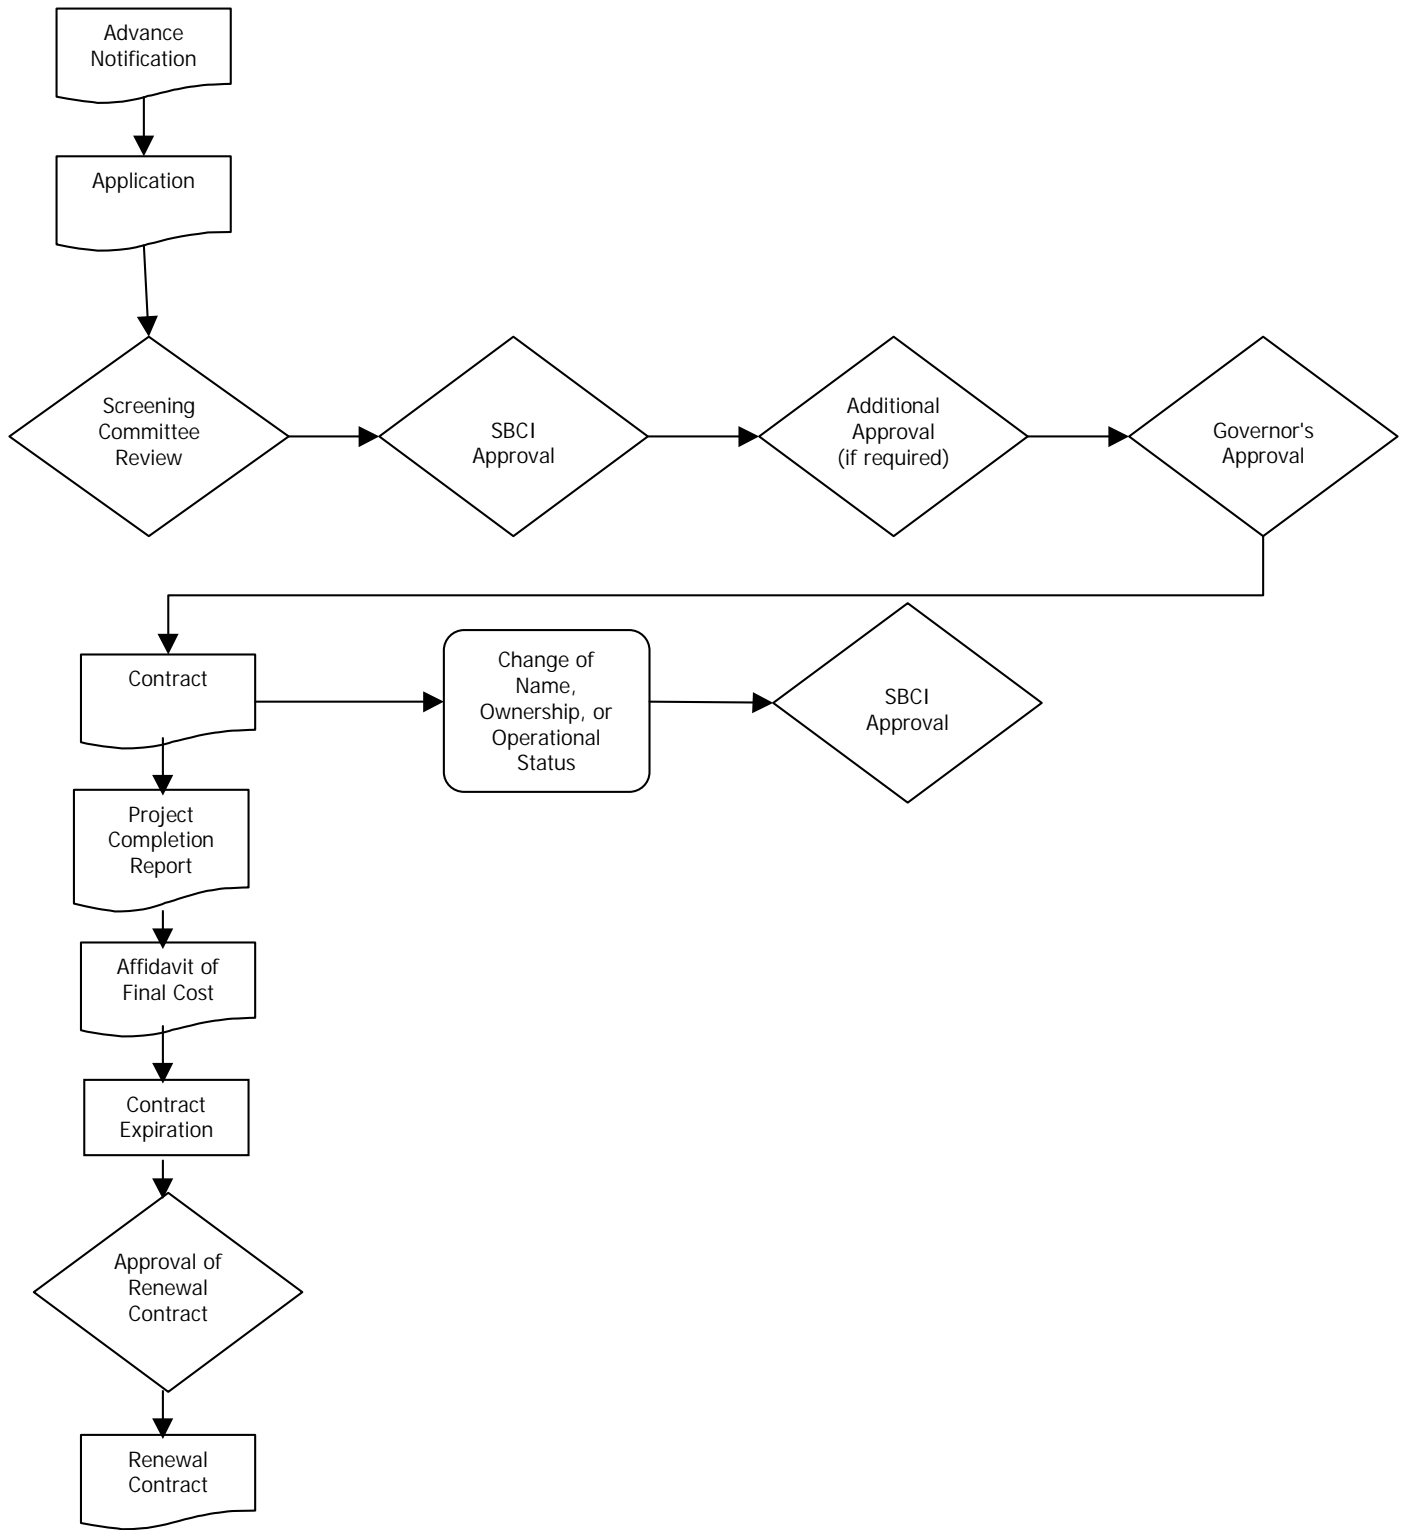 Advance
Notification
Application
Screening
Committee
Review
SBCI
Approval
Additional
Approval
(if required)
Governor's
Approval
Contract
Change of
Name,
Ownership, or
Operational
Status
SBCI
Approval
Project
Completion
Report
Affidavit of
Final Cost
Contract
Expiration
Approval of
Renewal
Contract
Renewal
Contract